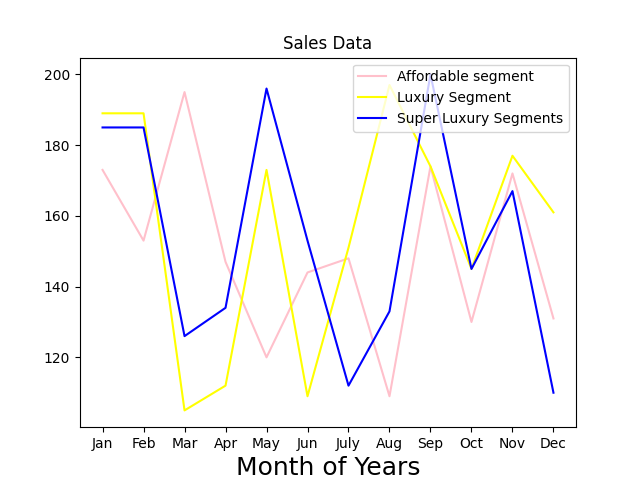 Sales Data
Affordable segment
Luxury Segment
Super Luxury Segments
200
180
160
140
120
Jan Feb Mar Apr May Jun July Aug Sep Oct Nov Dec
Month of Years